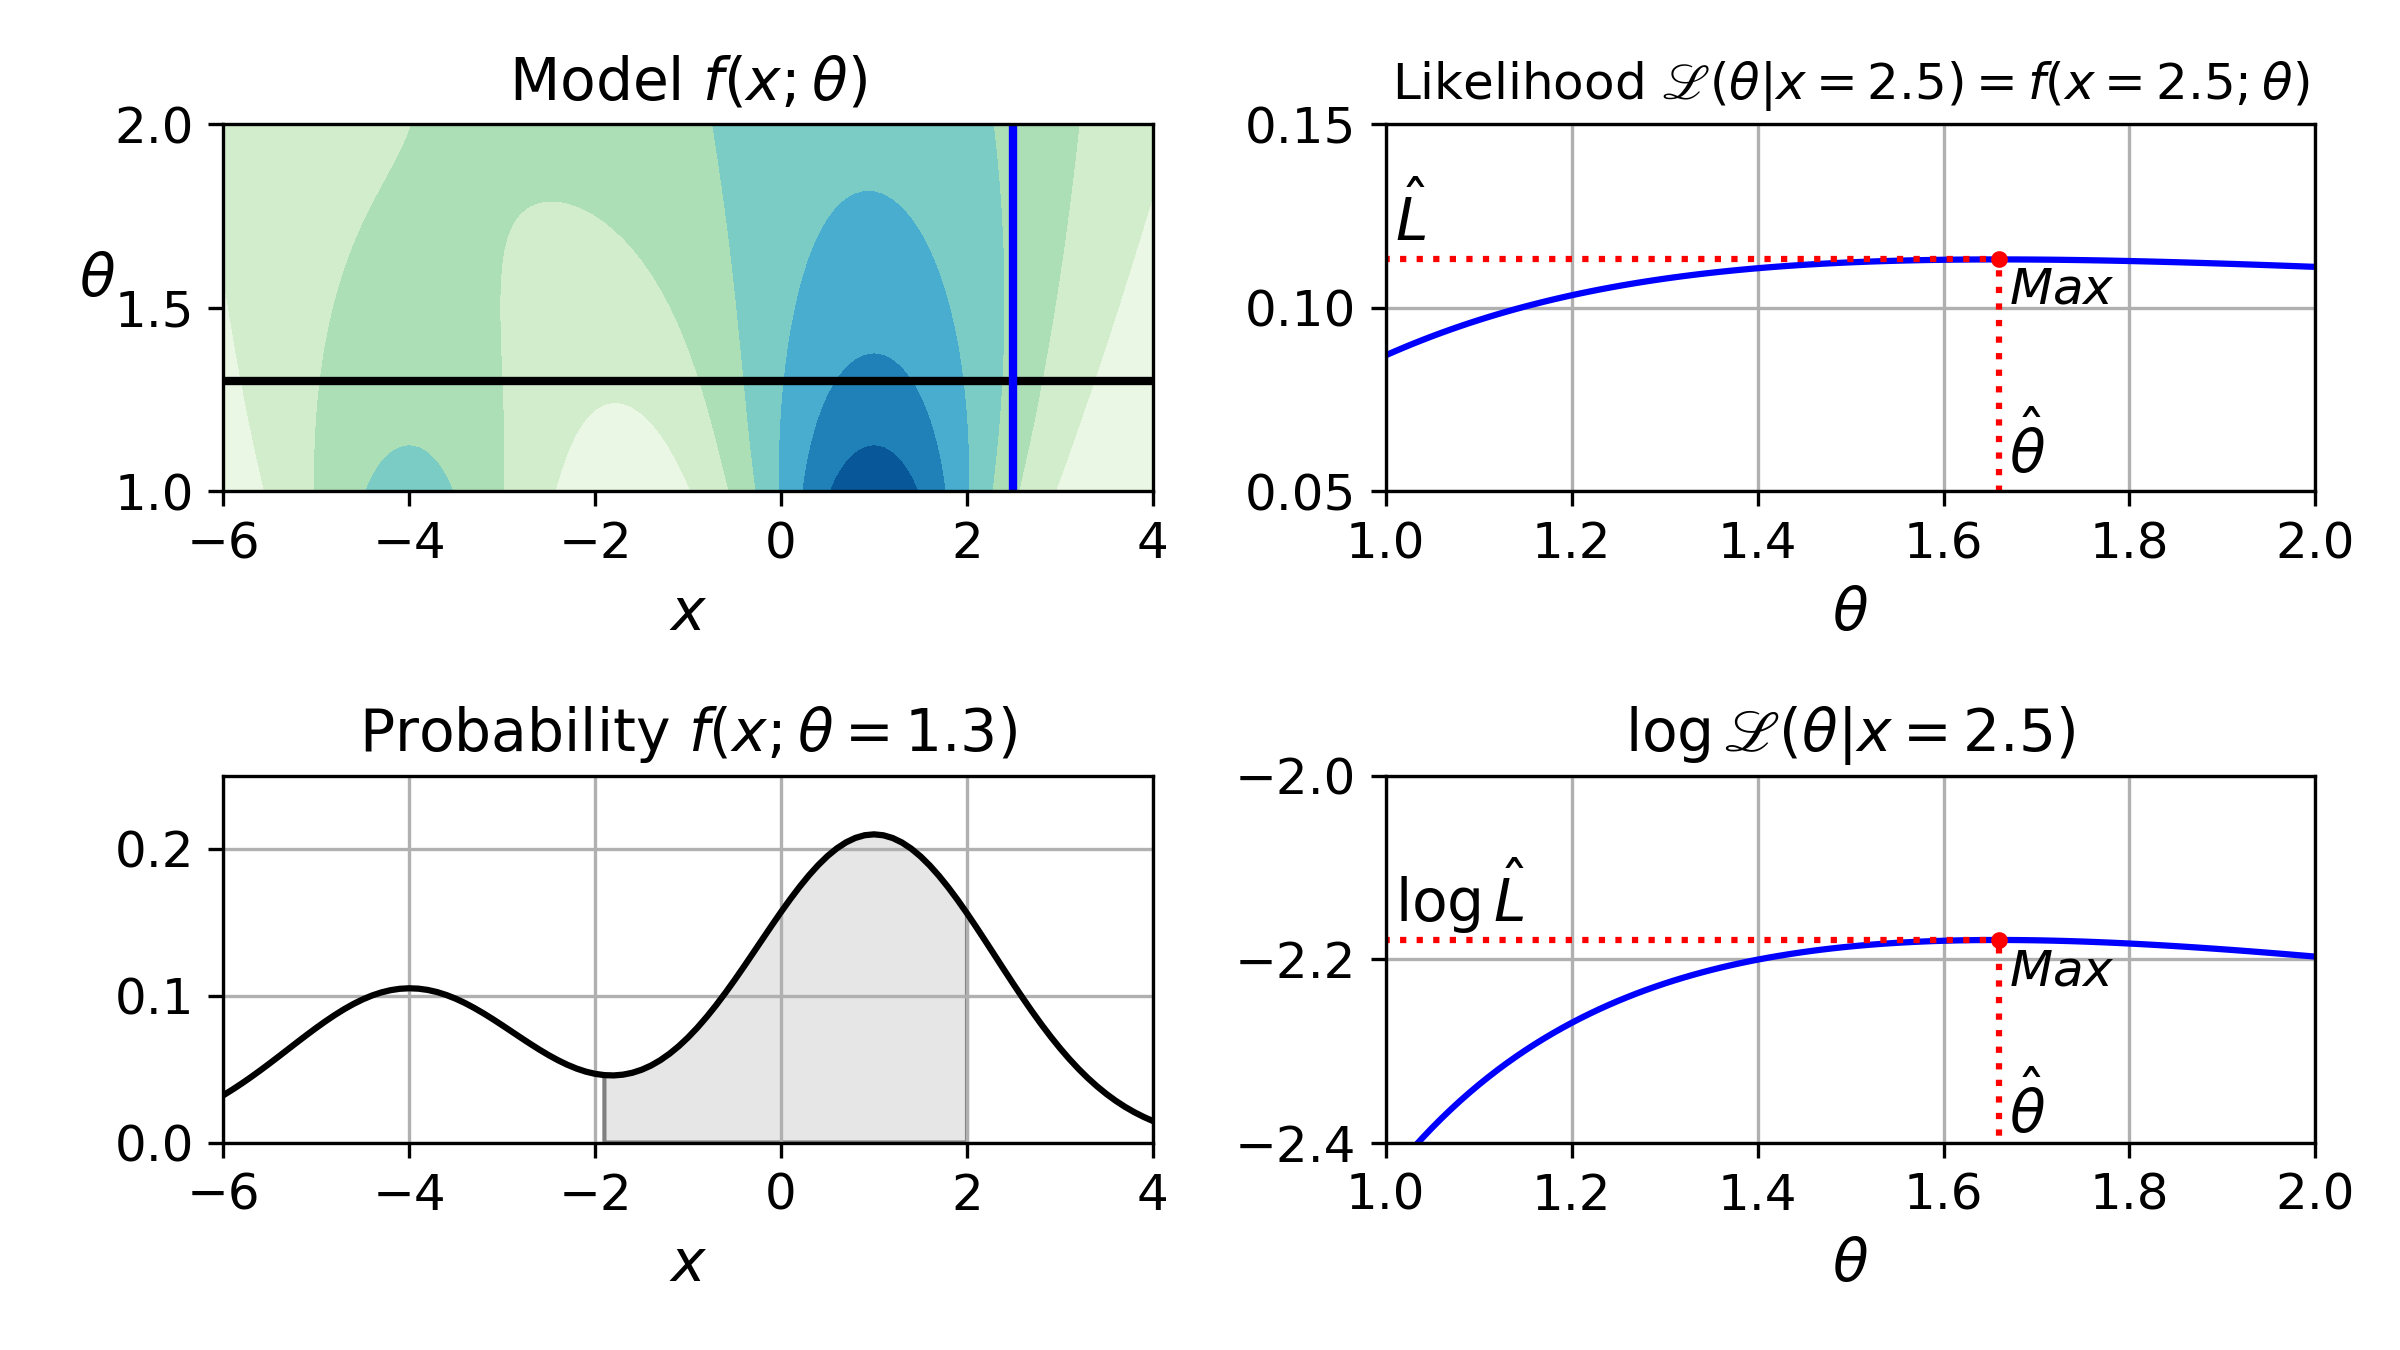 Model f(x; θ)
2.0
1.5
1.0
θ
−6 −4 −2 0 2 4
x
Likelihood ℒ(θ|x = 2.5) = f(x = 2.5; θ)
0.15
0.10
0.05
L̂
Max
θ̂
1.0 1.2 1.4 1.6 1.8 2.0
θ
Probability f(x; θ = 1.3)
0.2
0.1
0.0
−6 −4 −2 0 2 4
x
log ℒ(θ|x = 2.5)
−2.0
−2.2
−2.4
log L̂
Max
θ̂
1.0 1.2 1.4 1.6 1.8 2.0
θ